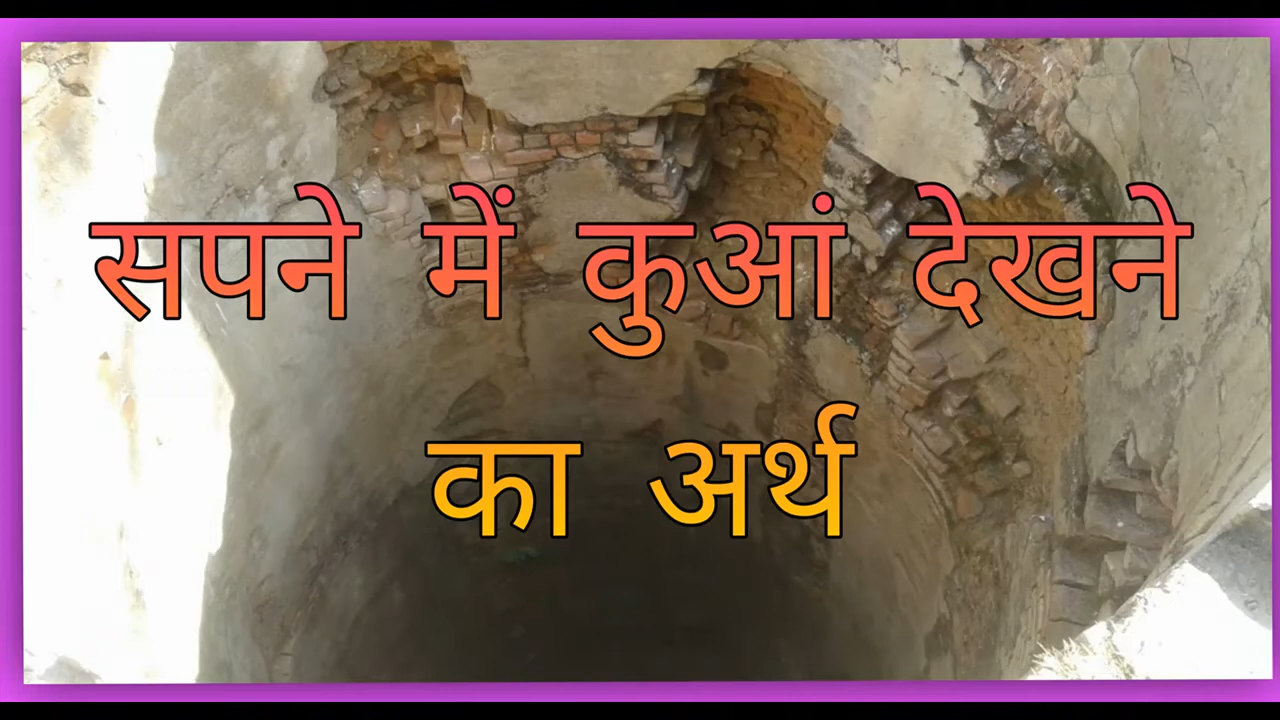 सपने में कुआं देखने
का अर्थ